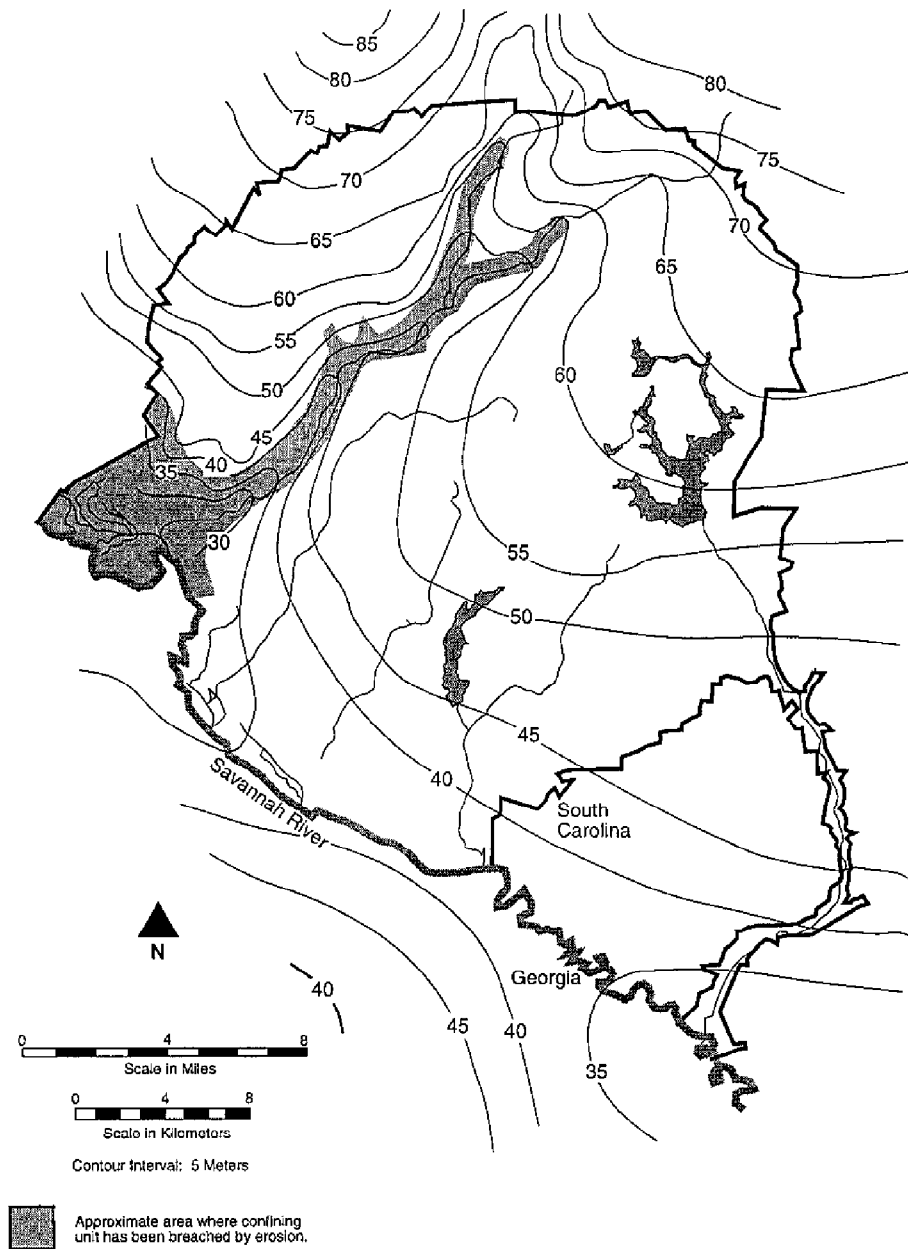 85
80
80
75
75
70
70
65
65
60
60
55
50
45
40
35
30
55
50
45
40
Savannah River
South
Carolina
N
Georgia
40
45
40
35
0 4 8
Scale in Miles
0 4 8
Scale in Kilometers
Contour Interval: 5 Meters
Approximate area where confining
unit has been breached by erosion.